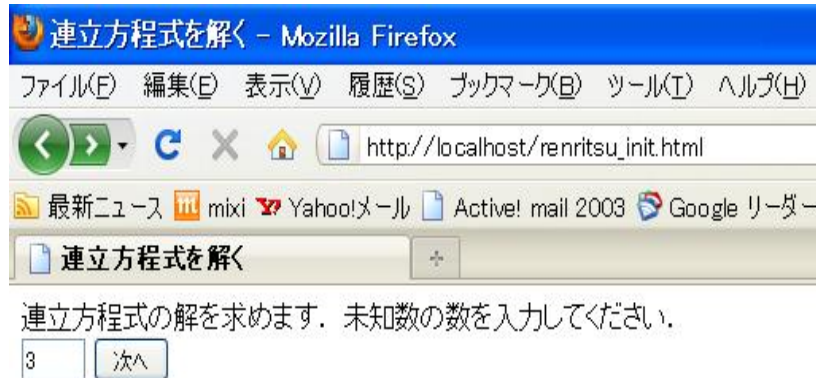 連立方程式を解く - Mozilla Firefox
ファイル(F) 編集(E) 表示(V) 履歴(S) ブックマーク(B) ツール(T) ヘルプ(H)
http://localhost/renritsu_init.html
最新ニュース mixi Yahoo!メール Active! mail 2003 Google リーダー
連立方程式を解く
連立方程式の解を求めます．未知数の数を入力してください．
3 次へ